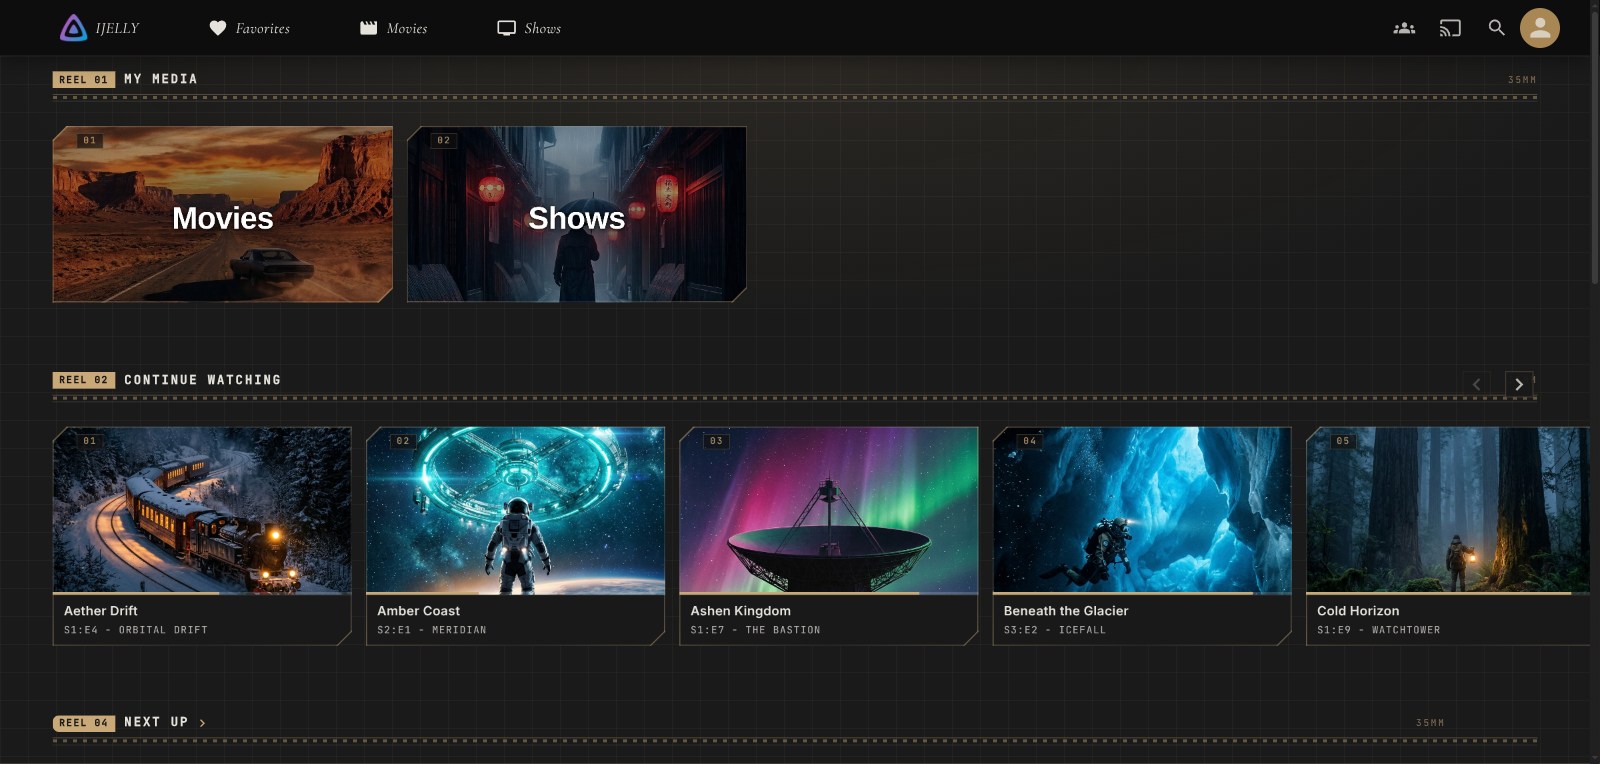 IJELLY
Favorites
Movies
Shows
REEL 01 MY MEDIA
35MM
01
02
Movies
Shows
REEL 02 CONTINUE WATCHING
01
02
03
04
05
Aether Drift
Amber Coast
Ashen Kingdom
Beneath the Glacier
Cold Horizon
S1:E4 - ORBITAL DRIFT
S2:E1 - MERIDIAN
S1:E7 - THE BASTION
S3:E2 - ICEFALL
S1:E9 - WATCHTOWER
REEL 04 NEXT UP
35MM